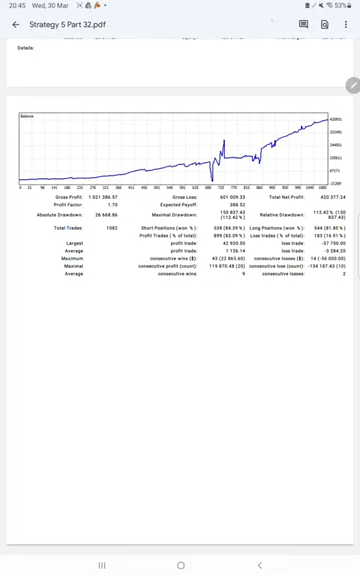 20:45 Wed, 30 Mar 53%
Strategy 5 Part 32.pdf
Details:
Balance
Gross Profit: 1 021 386.57 Gross Loss: 601 009.33 Total Net Profit: 420 377.24
Profit Factor: 1.70 Expected Payoff: 388.52
Absolute Drawdown: 26 668.86 Maximal Drawdown: 150 837.43 (112.42 %) Relative Drawdown: 112.42 % (150 837.43)
Total Trades: 1082 Short Positions (won %): 538 (84.39%) Long Positions (won %): 544 (81.80%)
Profit Trades (% of total): 899 (83.09%) Loss trades (% of total): 183 (16.91%)
Largest profit trade: 42 930.50 loss trade: -37 750.00
Average profit trade: 1 136.14 loss trade: -3 284.20
Maximum consecutive wins ($): 43 (22 865.60) consecutive losses ($): 14 (-56 000.00)
Maximal consecutive profit (count): 119 870.48 (20) consecutive loss (count): -134 187.43 (10)
Average consecutive wins: 9 consecutive losses: 2